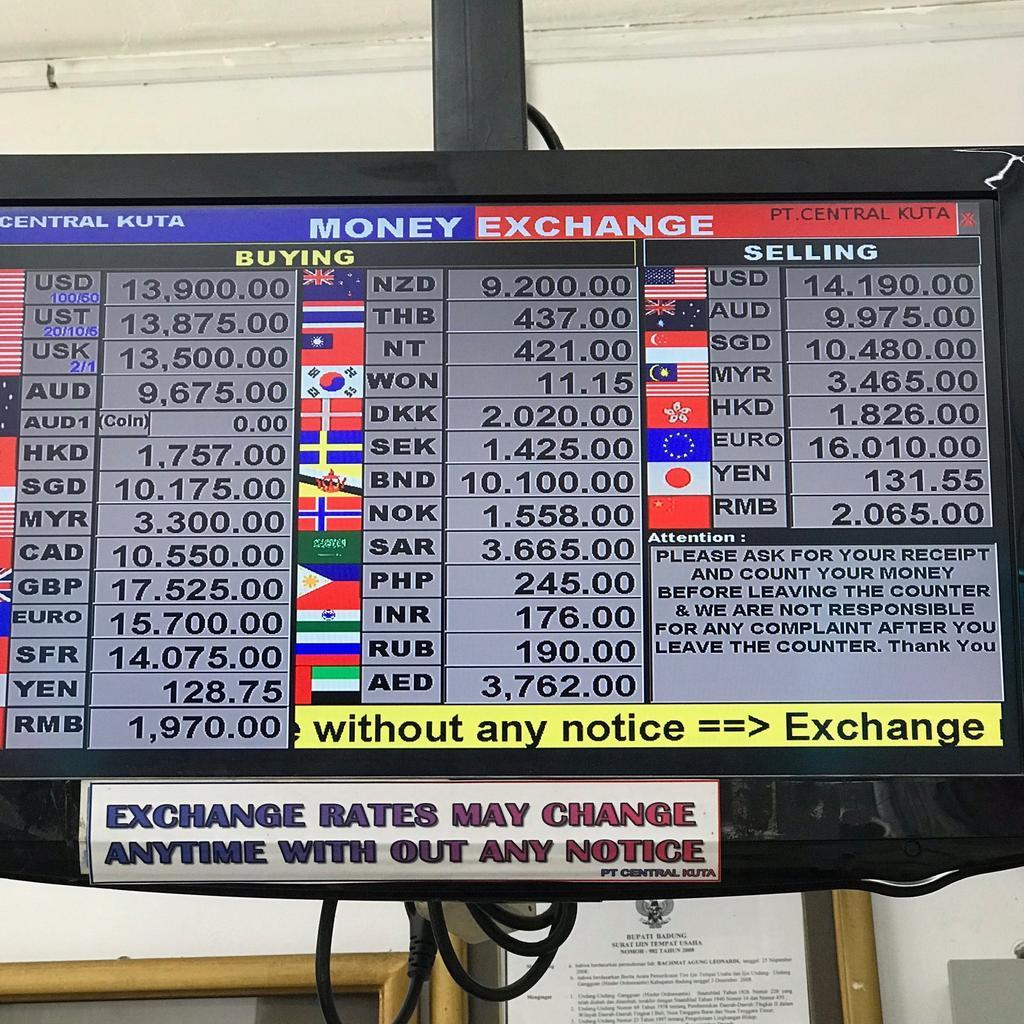 CENTRAL KUTA
MONEY EXCHANGE
PT.CENTRAL KUTA
BUYING
USD 100/50 13,900.00
UST 20/10/5 13,875.00
USK 2/1 13,500.00
AUD 9,675.00
AUD1 (Coln) 0.00
HKD 1,757.00
SGD 10.175.00
MYR 3.300.00
CAD 10.550.00
GBP 17.525.00
EURO 15.700.00
SFR 14.075.00
YEN 128.75
RMB 1,970.00
NZD 9.200.00
THB 437.00
NT 421.00
WON 11.15
DKK 2.020.00
SEK 1.425.00
BND 10.100.00
NOK 1.558.00
SAR 3.665.00
PHP 245.00
INR 176.00
RUB 190.00
AED 3,762.00
SELLING
USD 14.190.00
AUD 9.975.00
SGD 10.480.00
MYR 3.465.00
HKD 1.826.00
EURO 16.010.00
YEN 131.55
RMB 2.065.00
Attention :
PLEASE ASK FOR YOUR RECEIPT
AND COUNT YOUR MONEY
BEFORE LEAVING THE COUNTER
& WE ARE NOT RESPONSIBLE
FOR ANY COMPLAINT AFTER YOU
LEAVE THE COUNTER. Thank You
without any notice ==> Exchange
EXCHANGE RATES MAY CHANGE
ANYTIME WITH OUT ANY NOTICE
PT CENTRAL KUTA
BUPATI BADUNG
SURAT IJIN TEMPAT USAHA
NOMOR : 982 TAHUN 2008